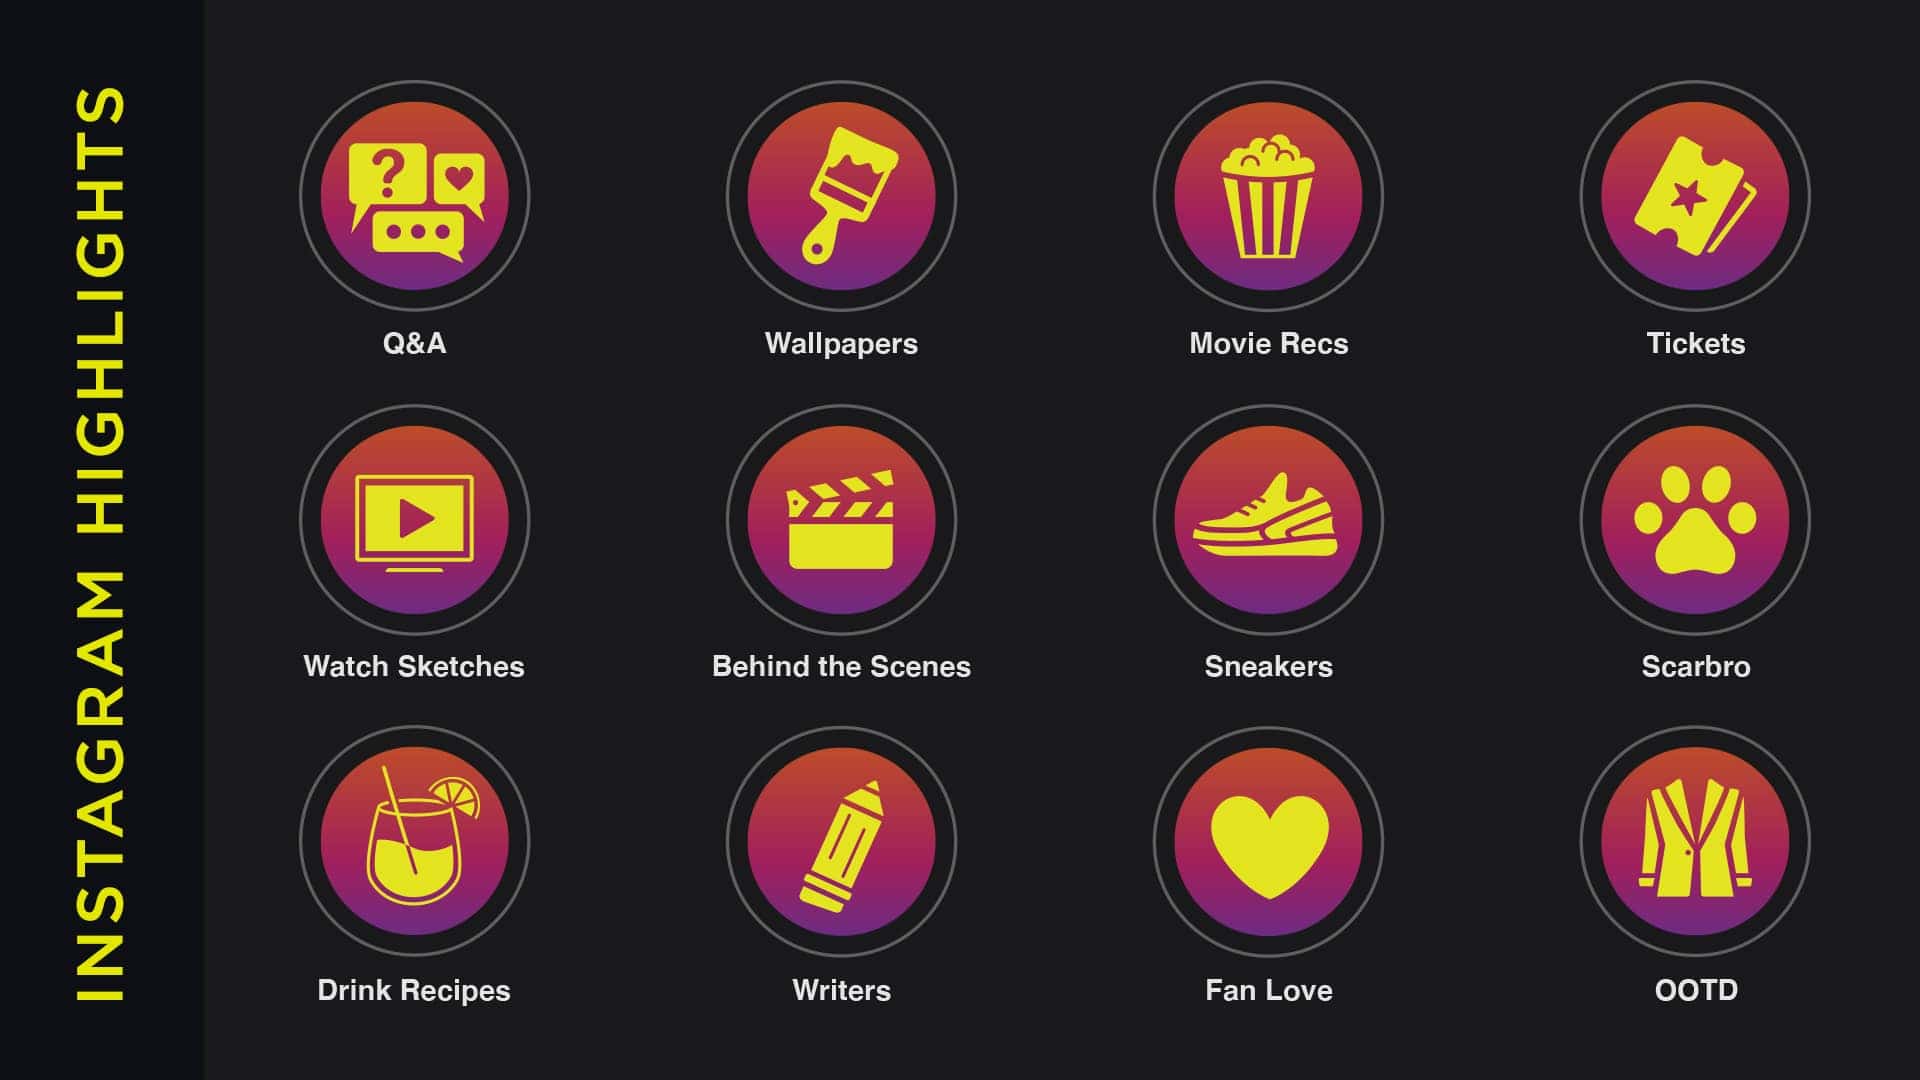 INSTAGRAM HIGHLIGHTS
?
Q&A
Wallpapers
Movie Recs
Tickets
Watch Sketches
Behind the Scenes
Sneakers
Scarbro
Drink Recipes
Writers
Fan Love
OOTD